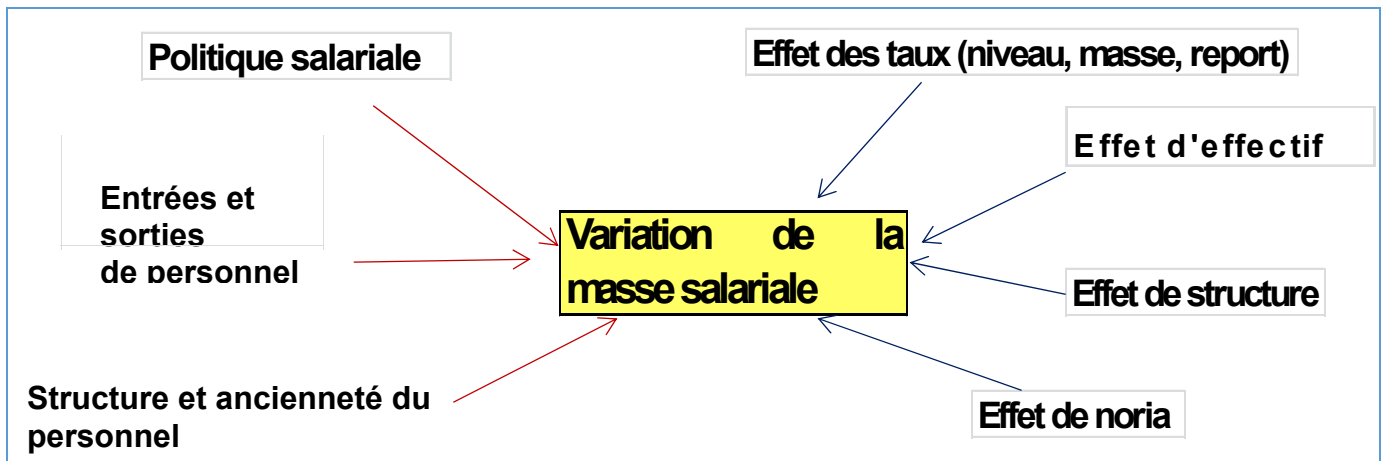 Politique salariale
Effet des taux (niveau, masse, report)
Effet d'effectif
Entrées et
sorties
de personnel
Variation de la
masse salariale
Effet de structure
Structure et ancienneté du
personnel
Effet de noria